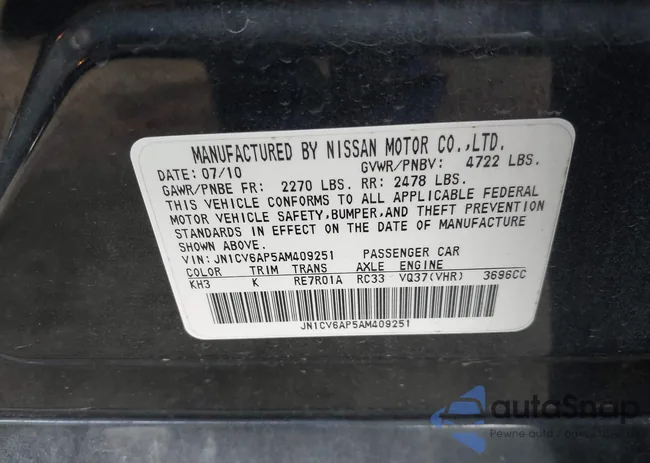 MANUFACTURED BY NISSAN MOTOR CO.,LTD.
DATE: 07/10 GVWR/PNBV: 4722 LBS.
GAWR/PNBE FR: 2270 LBS. RR: 2478 LBS.
THIS VEHICLE CONFORMS TO ALL APPLICABLE FEDERAL
MOTOR VEHICLE SAFETY,BUMPER,AND THEFT PREVENTION
STANDARDS IN EFFECT ON THE DATE OF MANUFACTURE
SHOWN ABOVE.
VIN: JN1CV6AP5AM409251 PASSENGER CAR
COLOR TRIM TRANS AXLE ENGINE
KH3 K RE7R01A RC33 VQ37(VHR) 3696CC
JN1CV6AP5AM409251
autoSnap
Pewne auto z